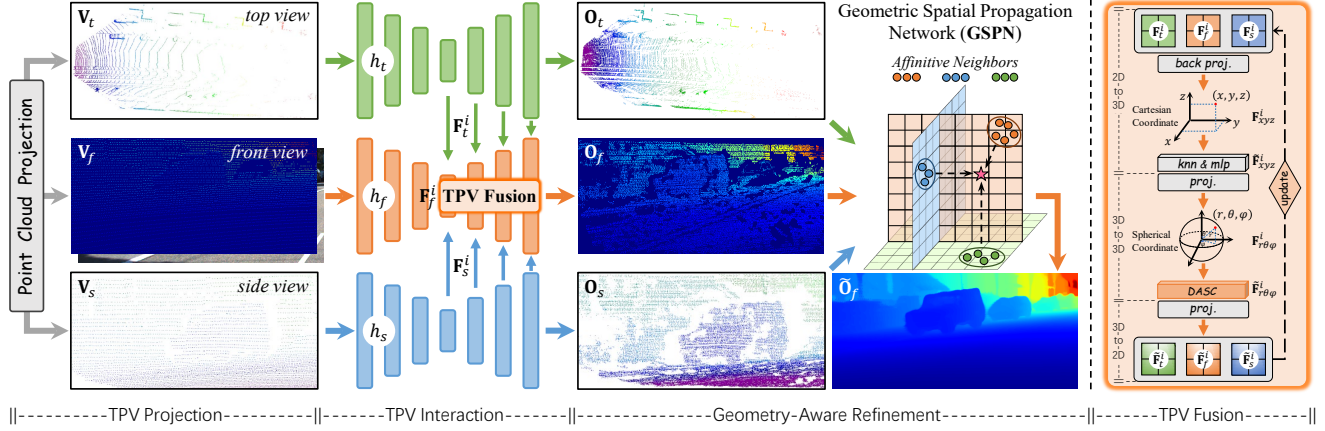 Point Cloud Projection
V_t
top view
V_f
front view
V_s
side view
h_t
h_f
h_s
F_t^i
F_f^i
TPV Fusion
F_s^i
O_t
O_f
O_s
Geometric Spatial Propagation
Network (GSPN)
Affinitive Neighbors
Õ_f
F_t^i F_f^i F_s^i
back proj.
2D
to
3D
Cartesian
Coordinate
z
(x, y, z)
y
x
F_xyz^i
knn & mlp
F̃_xyz^i
proj.
3D
to
3D
Spherical
Coordinate
(r, θ, φ)
F_rθφ^i
DASC
F̃_rθφ^i
proj.
3D
to
2D
F̃_t^i F̃_f^i F̃_s^i
update
TPV Projection
TPV Interaction
Geometry-Aware Refinement
TPV Fusion